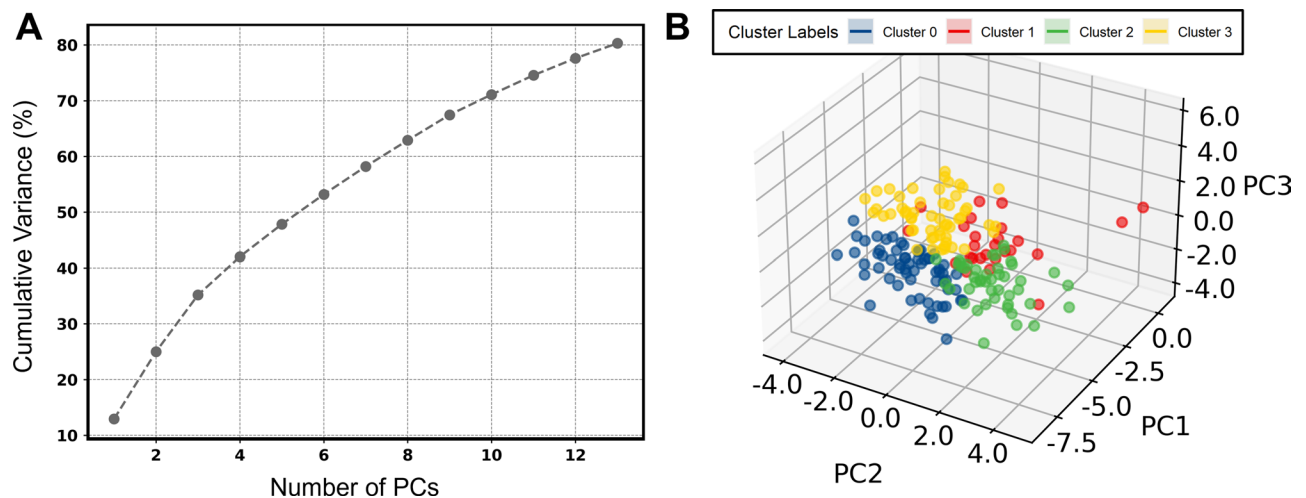 A
Cumulative Variance (%)
80
70
60
50
40
30
20
10
2 4 6 8 10 12
Number of PCs
B
Cluster Labels Cluster 0 Cluster 1 Cluster 2 Cluster 3
6.0
4.0
2.0
PC3
0.0
-2.0
-4.0
0.0
-2.5
-5.0
-7.5
PC1
-4.0
-2.0
0.0
2.0
4.0
PC2